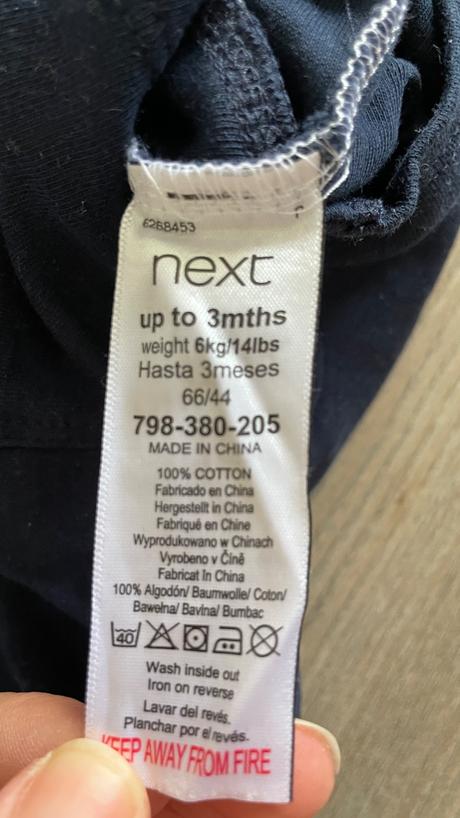 6268453
next
up to 3mths
weight 6kg/14lbs
Hasta 3meses
66/44
798-380-205
MADE IN CHINA
100% COTTON
Fabricado en China
Hergestellt in China
Fabriqué en Chine
Wyprodukowano w Chinach
Vyrobeno v Číně
Fabricat în China
100% Algodón/ Baumwolle/ Coton/
Bawełna/ Bavlna/ Bumbac
40
Wash inside out
Iron on reverse
Lavar del revés.
Planchar por el revés.
KEEP AWAY FROM FIRE